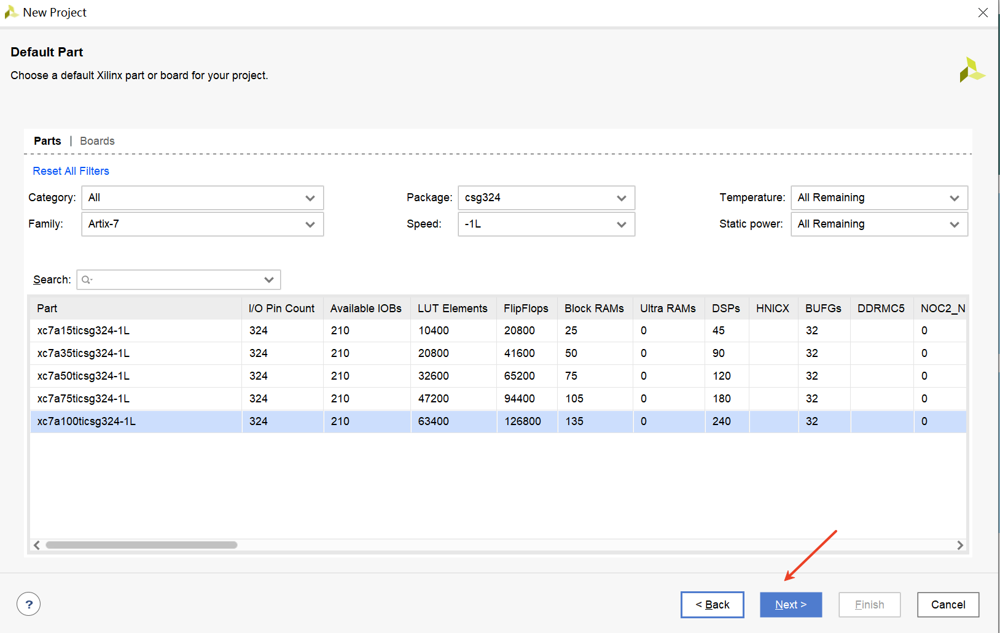 New Project
Default Part
Choose a default Xilinx part or board for your project.
Parts | Boards
Reset All Filters
Category: All Package: csg324 Temperature: All Remaining
Family: Artix-7 Speed: -1L Static power: All Remaining
Search:
Part I/O Pin Count Available IOBs LUT Elements FlipFlops Block RAMs Ultra RAMs DSPs HNICX BUFGs DDRMC5 NOC2_N
xc7a15ticsg324-1L 324 210 10400 20800 25 0 45 32 0
xc7a35ticsg324-1L 324 210 20800 41600 50 0 90 32 0
xc7a50ticsg324-1L 324 210 32600 65200 75 0 120 32 0
xc7a75ticsg324-1L 324 210 47200 94400 105 0 180 32 0
xc7a100ticsg324-1L 324 210 63400 126800 135 0 240 32 0
? < Back Next > Finish Cancel